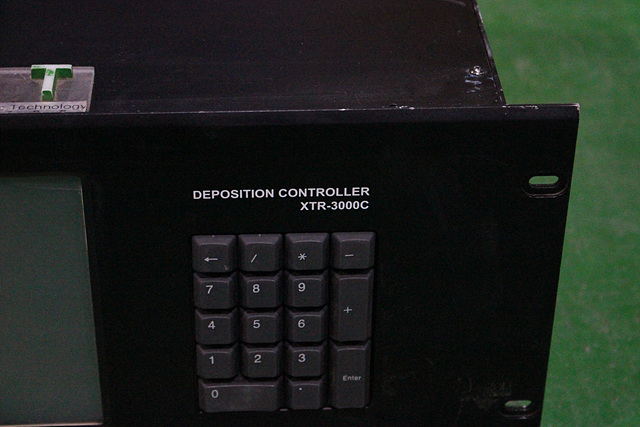 T
Technology
DEPOSITION CONTROLLER
XTR-3000C
← / * -
7 8 9 +
4 5 6
1 2 3 Enter
0 .